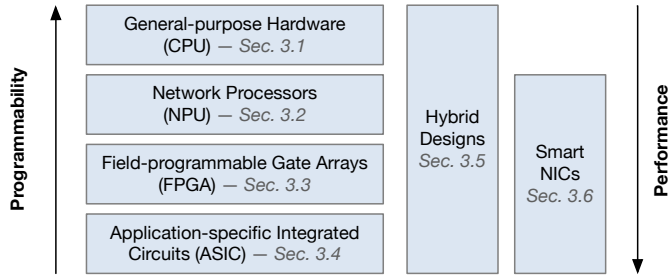 Programmability
General-purpose Hardware
(CPU) — Sec. 3.1
Network Processors
(NPU) — Sec. 3.2
Field-programmable Gate Arrays
(FPGA) — Sec. 3.3
Application-specific Integrated
Circuits (ASIC) — Sec. 3.4
Hybrid
Designs
Sec. 3.5
Smart
NICs
Sec. 3.6
Performance